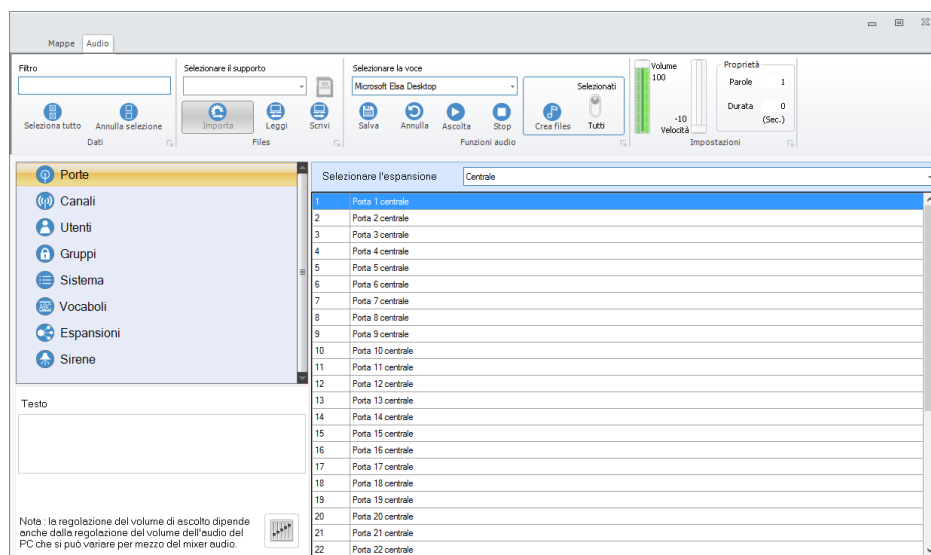 Mappe Audio
Filtro
Selezionare il supporto
Selezionare la voce
Microsoft Elsa Desktop
Selezionati
Volume
100
Proprietà
Parole 1
Durata 0
(Sec.)
-10
Velocità
Seleziona tutto Annulla selezione Importa Leggi Scrivi Salva Annulla Ascolta Stop Crea files Tutti
Dati Files Funzioni audio Impostazioni
Porte
Canali
Utenti
Gruppi
Sistema
ABC
Vocaboli
Espansioni
Sirene
Testo
Nota : la regolazione del volume di ascolto dipende
anche dalla regolazione del volume dell'audio del
PC che si può variare per mezzo del mixer audio.
Selezionare l'espansione Centrale
1 Porta 1 centrale
2 Porta 2 centrale
3 Porta 3 centrale
4 Porta 4 centrale
5 Porta 5 centrale
6 Porta 6 centrale
7 Porta 7 centrale
8 Porta 8 centrale
9 Porta 9 centrale
10 Porta 10 centrale
11 Porta 11 centrale
12 Porta 12 centrale
13 Porta 13 centrale
14 Porta 14 centrale
15 Porta 15 centrale
16 Porta 16 centrale
17 Porta 17 centrale
18 Porta 18 centrale
19 Porta 19 centrale
20 Porta 20 centrale
21 Porta 21 centrale
22 Porta 22 centrale